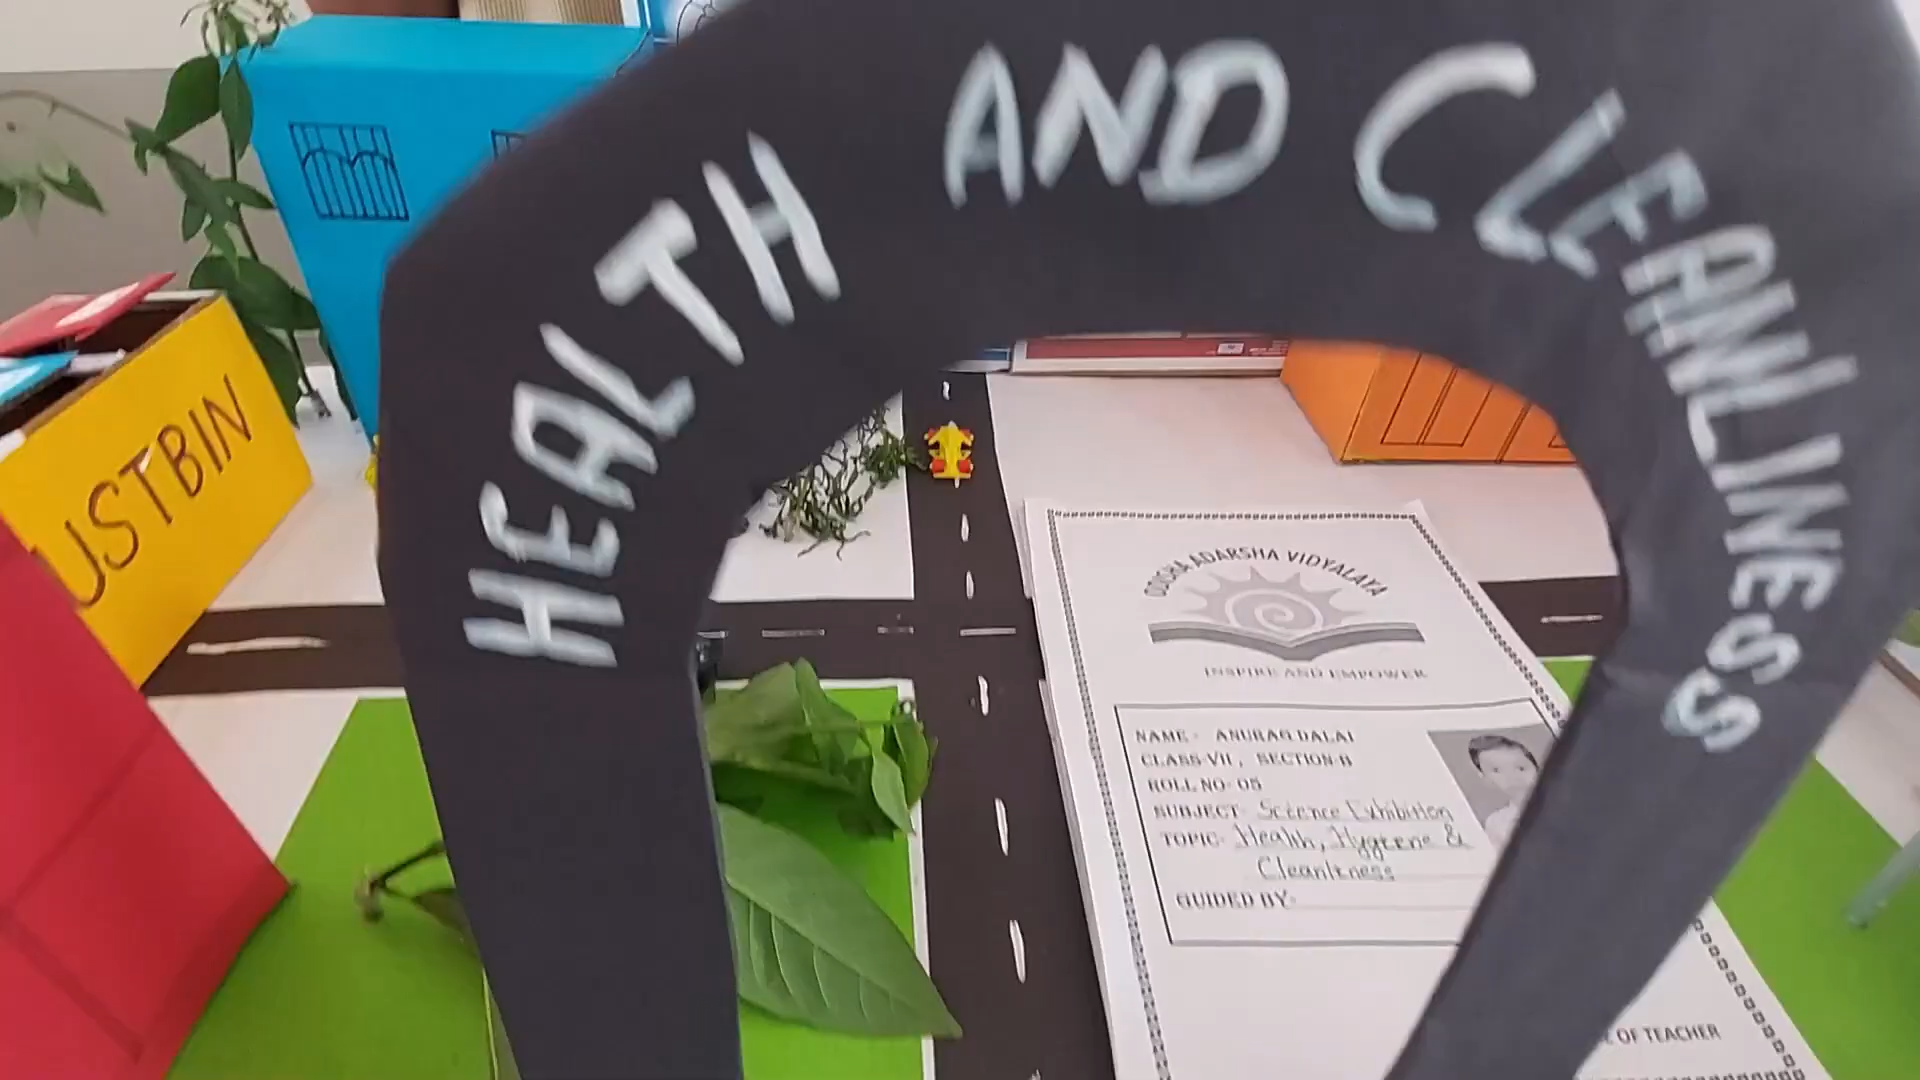 HEALTH AND CLEANLINESS
USTBIN
ODISHA ADARSHA VIDYALAYA
INSPIRE AND EMPOWER
NAME - ANURAG DALAI
CLASS-VII, SECTION-B
ROLL NO- 05
SUBJECT- Science Exhibition
TOPIC- Health, Hygiene &
Cleanliness
GUIDED BY-
OF TEACHER